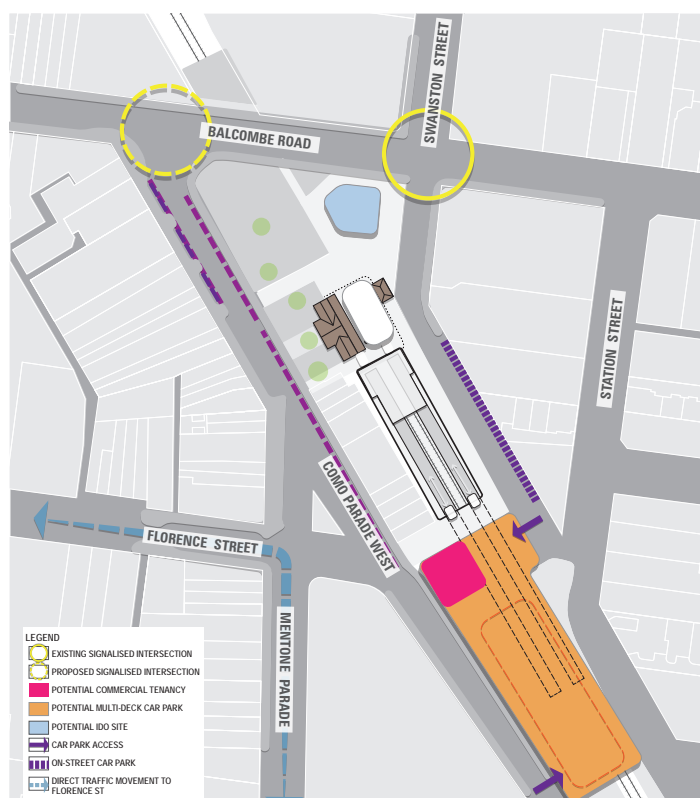 SWANSTON STREET
BALCOMBE ROAD
STATION STREET
COMO PARADE WEST
FLORENCE STREET
MENTONE PARADE
LEGEND
EXISTING SIGNALISED INTERSECTION
PROPOSED SIGNALISED INTERSECTION
POTENTIAL COMMERCIAL TENANCY
POTENTIAL MULTI-DECK CAR PARK
POTENTIAL IDO SITE
CAR PARK ACCESS
ON-STREET CAR PARK
DIRECT TRAFFIC MOVEMENT TO
FLORENCE ST